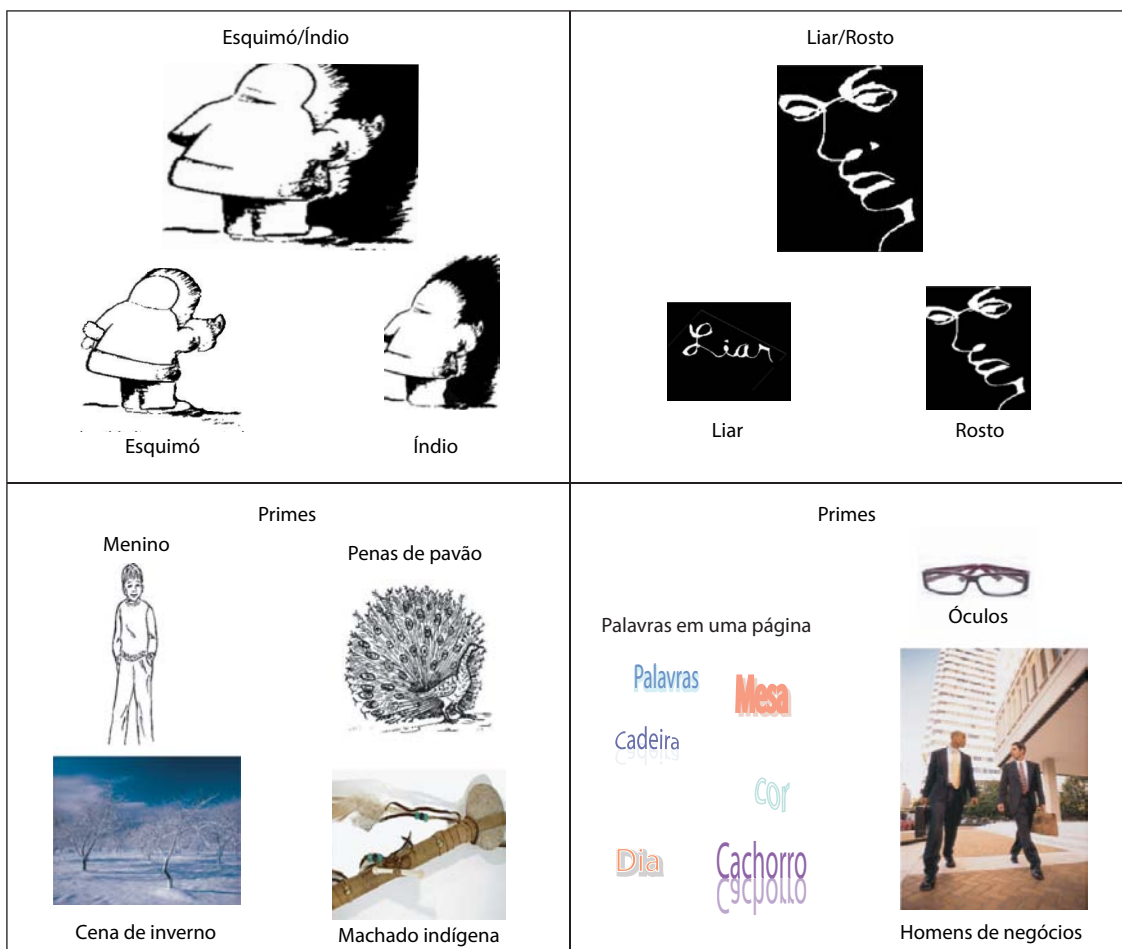 Esquimó/Índio
Esquimó
Índio
Liar/Rosto
Liar
Liar
Rosto
Primes
Menino
Penas de pavão
Cena de inverno
Machado indígena
Primes
Óculos
Palavras em uma página
Palavras
Mesa
Cadeira
cor
Dia
Cachorro
Homens de negócios